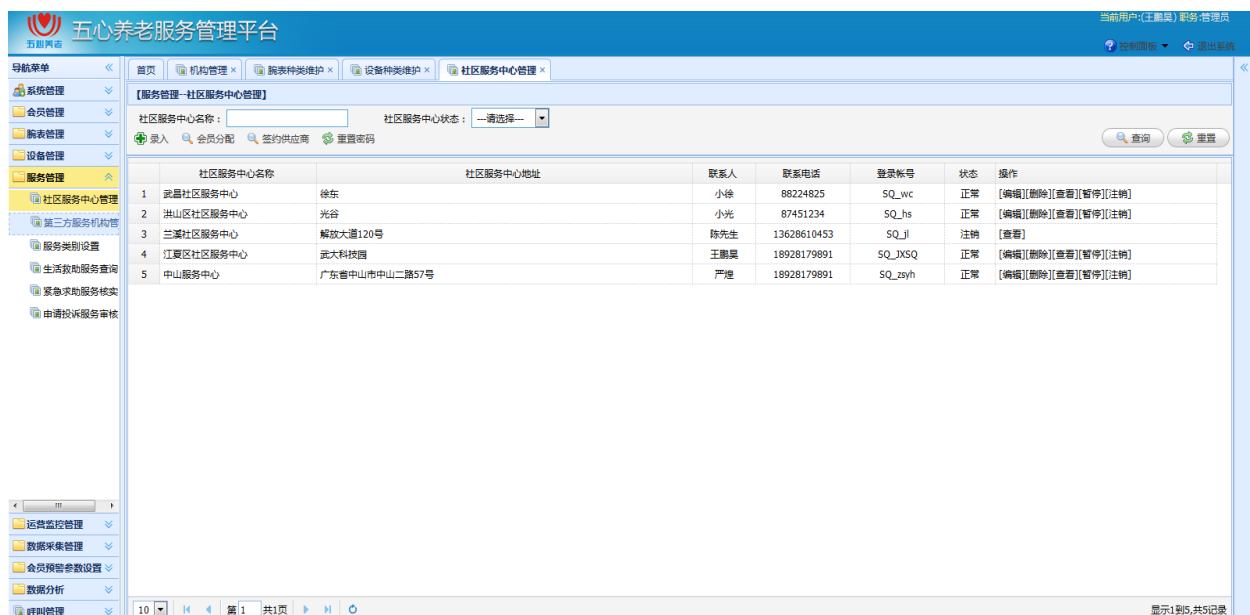 当前用户:(王鹏昊) 职务:管理员
五心养老服务管理平台
五心养老
控制面板 退出系统
导航菜单
首页 机构管理 腕表种类维护 设备种类维护 社区服务中心管理
系统管理
会员管理
腕表管理
设备管理
服务管理
社区服务中心管理
第三方服务机构管
服务类别设置
生活救助服务查询
紧急求助服务核实
申请投诉服务审核
运营监控管理
数据采集管理
会员预警参数设置
数据分析
呼叫管理
【服务管理--社区服务中心管理】
社区服务中心名称： 社区服务中心状态： ---请选择---
录入 会员分配 签约供应商 重置密码 查询 重置
社区服务中心名称 社区服务中心地址 联系人 联系电话 登录帐号 状态 操作
1 武昌社区服务中心 徐东 小徐 88224825 SQ_wc 正常 [编辑][删除][查看][暂停][注销]
2 洪山区社区服务中心 光谷 小光 87451234 SQ_hs 正常 [编辑][删除][查看][暂停][注销]
3 兰溪社区服务中心 解放大道120号 陈先生 13628610453 SQ_jl 注销 [查看]
4 江夏区社区服务中心 武大科技园 王鹏昊 18928179891 SQ_JXSQ 正常 [编辑][删除][查看][暂停][注销]
5 中山服务中心 广东省中山市中山二路57号 严煌 18928179891 SQ_zsyh 正常 [编辑][删除][查看][暂停][注销]
10 第 1 共1页 显示1到5,共5记录